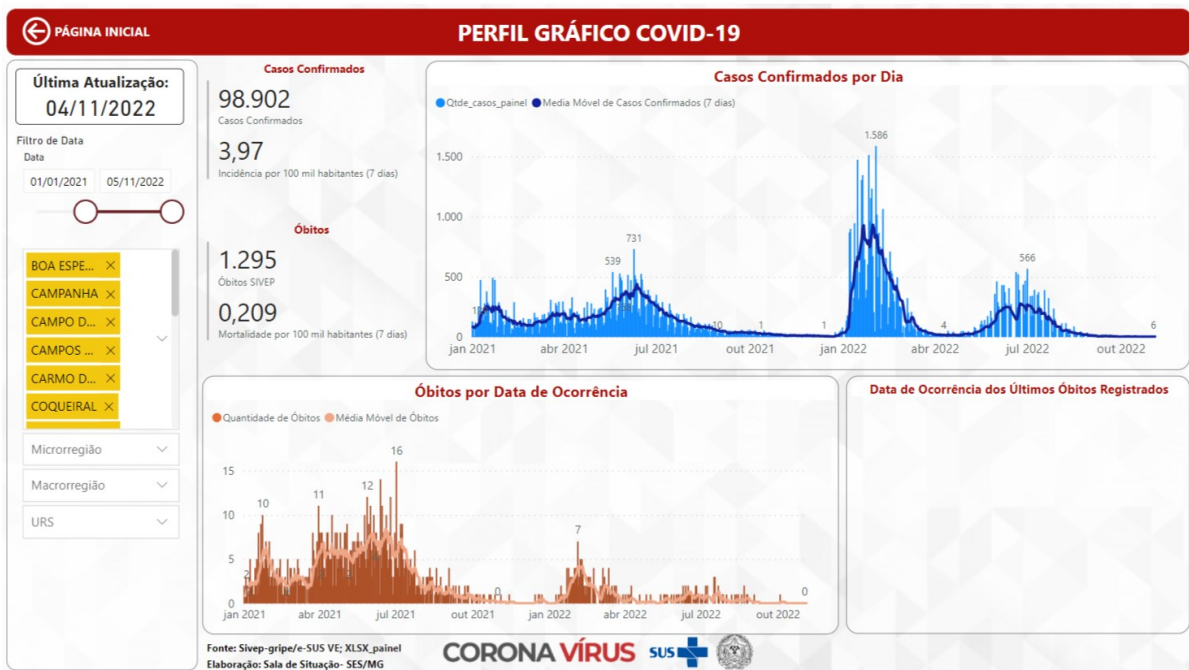 PÁGINA INICIAL
PERFIL GRÁFICO COVID-19
Última Atualização:
04/11/2022
Filtro de Data
Data
01/01/2021 05/11/2022
BOA ESPE...
CAMPANHA
CAMPO D...
CAMPOS ...
CARMO D...
COQUEIRAL
Microrregião
Macrorregião
URS
Casos Confirmados
98.902
Casos Confirmados
3,97
Incidência por 100 mil habitantes (7 dias)
Óbitos
1.295
Óbitos SIVEP
0,209
Mortalidade por 100 mil habitantes (7 dias)
Casos Confirmados por Dia
Qtde_casos_painel Media Móvel de Casos Confirmados (7 dias)
1.586
1.500
1.000
731
539
566
500
10 1 1 4 6
0
jan 2021 abr 2021 jul 2021 out 2021 jan 2022 abr 2022 jul 2022 out 2022
Óbitos por Data de Ocorrência
Quantidade de Óbitos Média Móvel de Óbitos
16
15
12
11
10
10
7
5
2
0 0
0
jan 2021 abr 2021 jul 2021 out 2021 jan 2022 abr 2022 jul 2022 out 2022
Data de Ocorrência dos Últimos Óbitos Registrados
Fonte: Sivep-gripe/e-SUS VE; XLSX_painel
Elaboração: Sala de Situação- SES/MG
CORONA VÍRUS
SUS